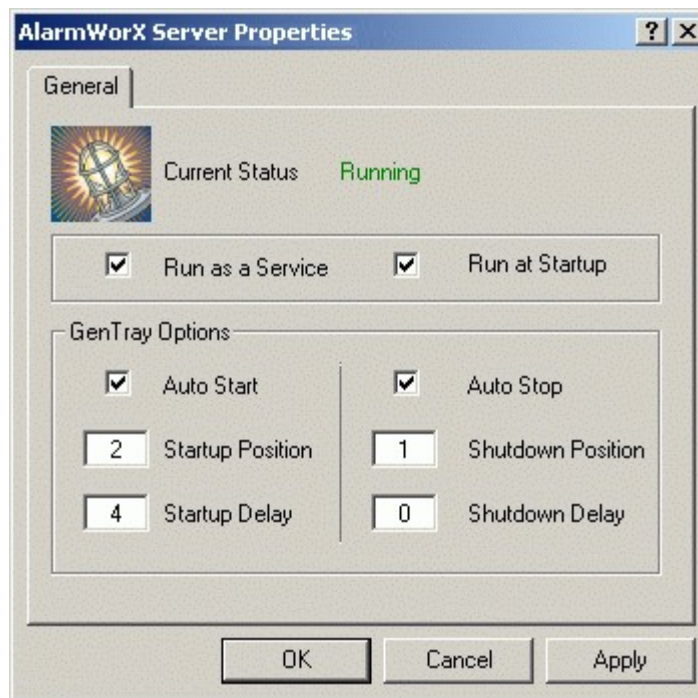 AlarmWorX Server Properties
General
Current Status Running
Run as a Service Run at Startup
GenTray Options
Auto Start Auto Stop
2 Startup Position 1 Shutdown Position
4 Startup Delay 0 Shutdown Delay
OK Cancel Apply